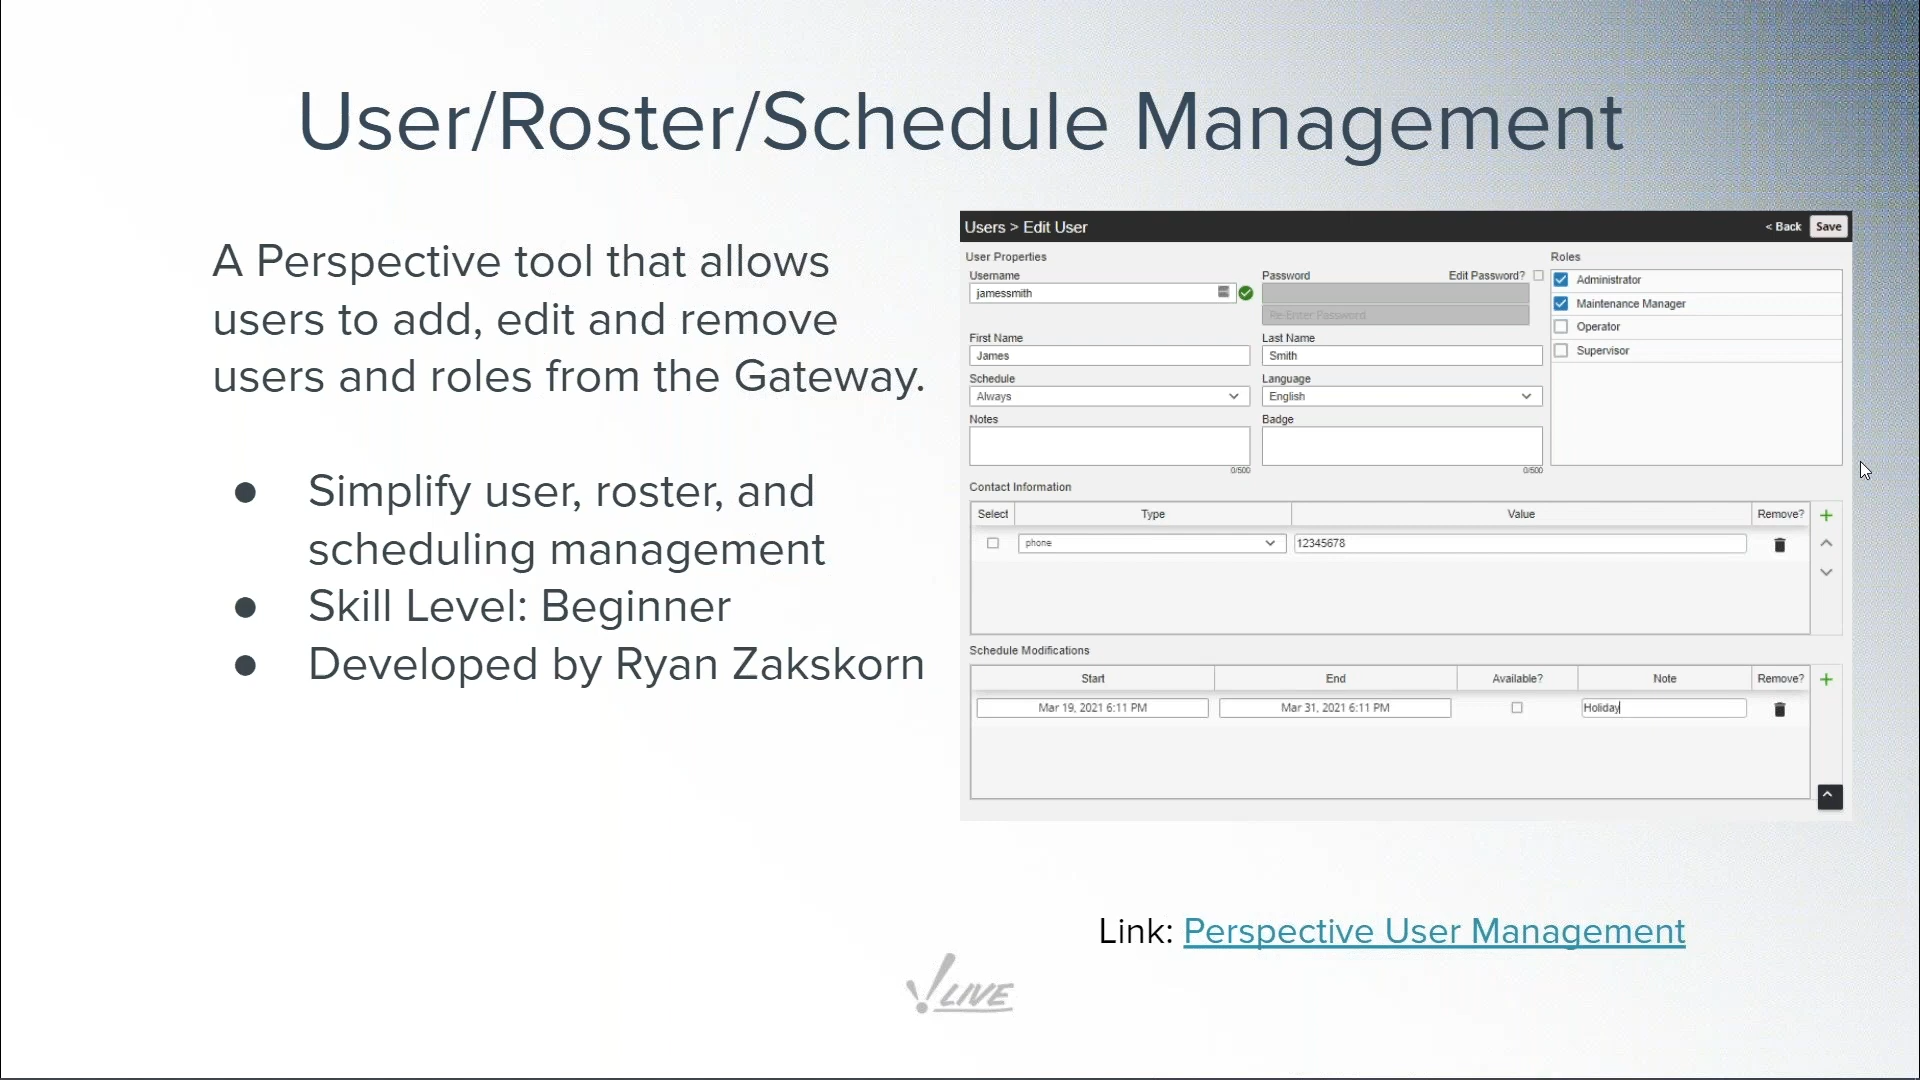 User/Roster/Schedule Management
A Perspective tool that allows
users to add, edit and remove
users and roles from the Gateway.
● Simplify user, roster, and
scheduling management
● Skill Level: Beginner
● Developed by Ryan Zakskorn
Users > Edit User
< Back Save
User Properties
Roles
Username
Password Edit Password?
jamessmith
Re-Enter Password
Administrator
Maintenance Manager
Operator
Supervisor
First Name Last Name
James Smith
Schedule Language
Always English
Notes Badge
0/500 0/500
Contact Information
Select Type Value Remove? +
phone 12345678
Schedule Modifications
Start End Available? Note Remove? +
Mar 19, 2021 6:11 PM Mar 31, 2021 6:11 PM Holiday
Link: Perspective User Management
LIVE